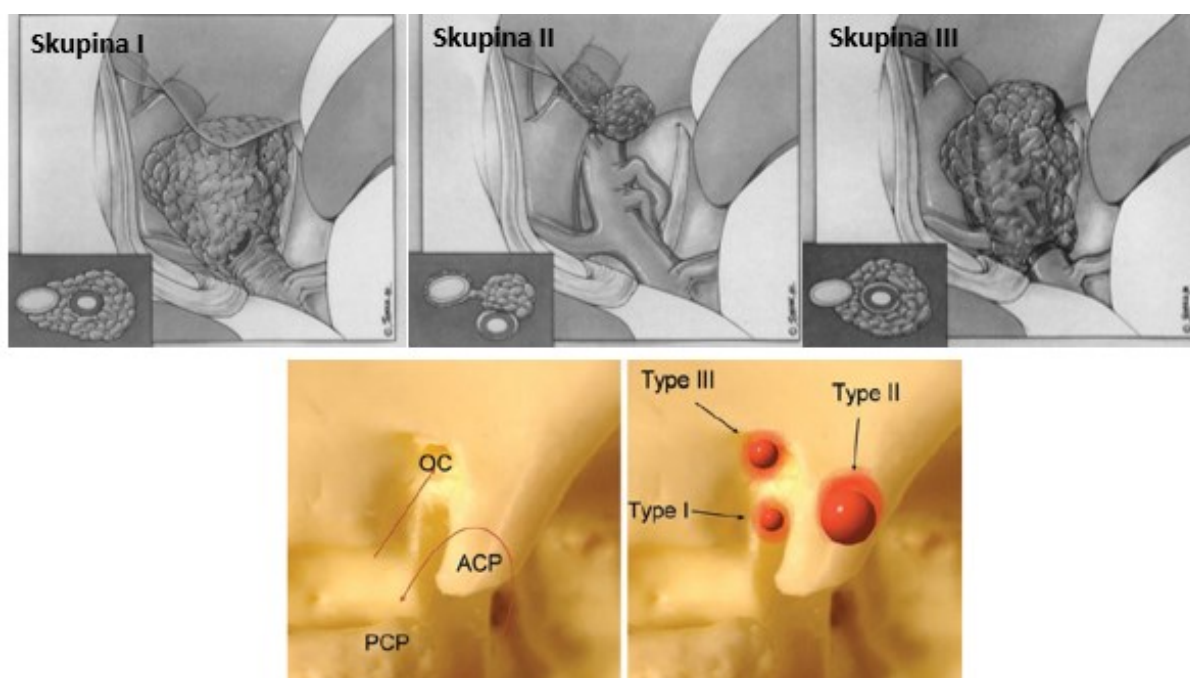 Skupina I
Skupina II
Skupina III
OC
ACP
PCP
Type III
Type II
Type I